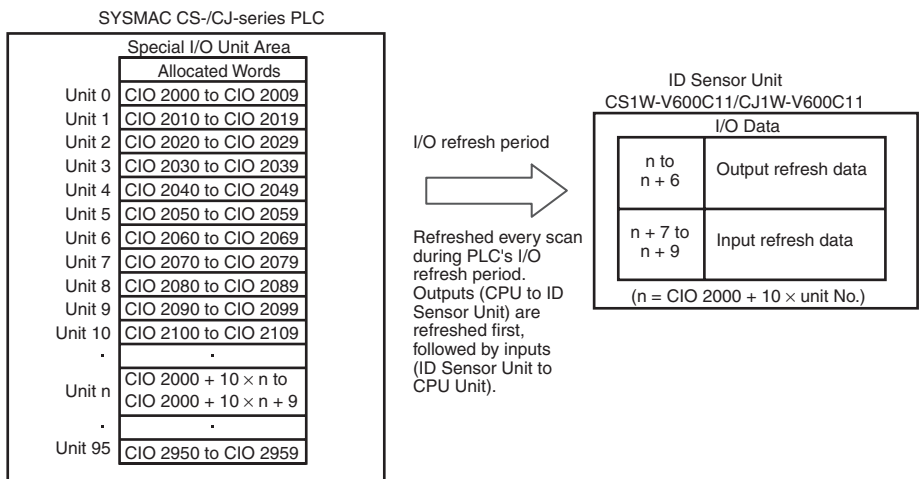 SYSMAC CS-/CJ-series PLC
Special I/O Unit Area
Allocated Words
Unit 0 CIO 2000 to CIO 2009
Unit 1 CIO 2010 to CIO 2019
Unit 2 CIO 2020 to CIO 2029
Unit 3 CIO 2030 to CIO 2039
Unit 4 CIO 2040 to CIO 2049
Unit 5 CIO 2050 to CIO 2059
Unit 6 CIO 2060 to CIO 2069
Unit 7 CIO 2070 to CIO 2079
Unit 8 CIO 2080 to CIO 2089
Unit 9 CIO 2090 to CIO 2099
Unit 10 CIO 2100 to CIO 2109
Unit n
CIO 2000 + 10 × n to
CIO 2000 + 10 × n + 9
Unit 95 CIO 2950 to CIO 2959
I/O refresh period
Refreshed every scan
during PLC's I/O
refresh period.
Outputs (CPU to ID
Sensor Unit) are
refreshed first,
followed by inputs
(ID Sensor Unit to
CPU Unit).
ID Sensor Unit
CS1W-V600C11/CJ1W-V600C11
I/O Data
n to
n + 6
Output refresh data
n + 7 to
n + 9
Input refresh data
(n = CIO 2000 + 10 × unit No.)